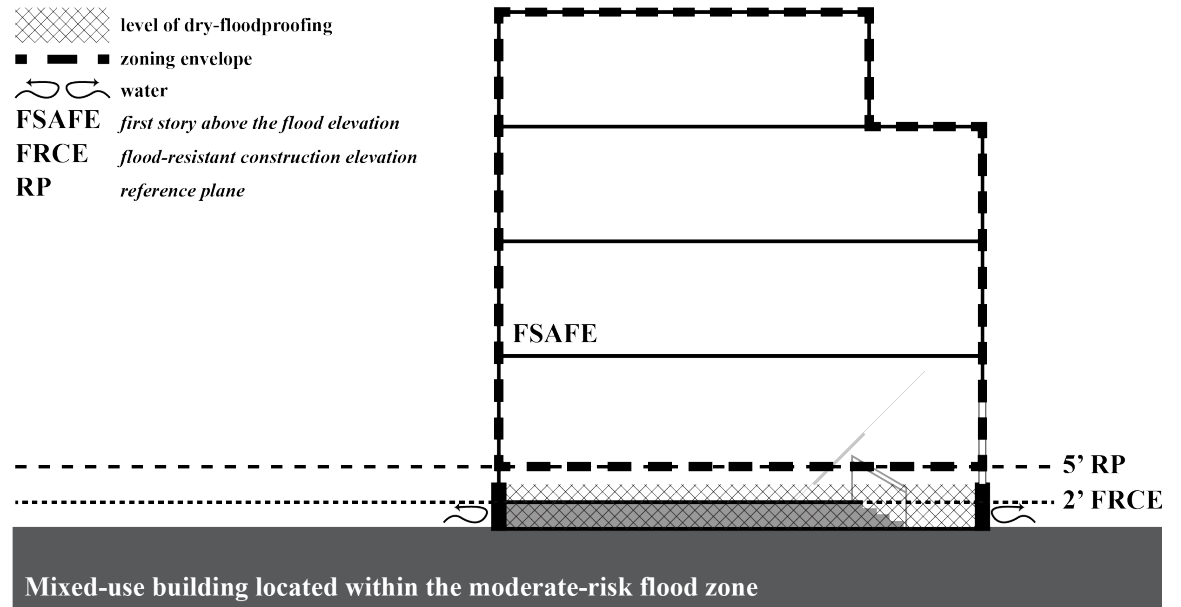 level of dry-floodproofing
zoning envelope
water
FSAFE first story above the flood elevation
FRCE flood-resistant construction elevation
RP reference plane
FSAFE
5’ RP
2’ FRCE
Mixed-use building located within the moderate-risk flood zone